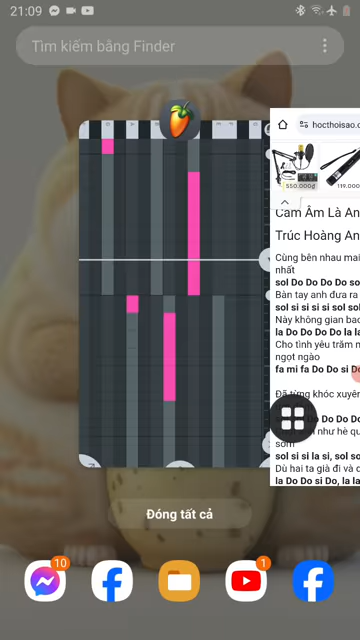 21:09
Tìm kiếm bằng Finder
hocthoisao.c
550.000₫
119.000
Cảm Âm Là An
Trúc Hoàng An
Cùng bên nhau mai
nhất
sol Do Do Do Do so
Bàn tay anh đưa ra
sol si si si si sol sol
Này không gian bao
la Do Do Do Do la la
Cho tình yêu trăm n
ngọt ngào
fa mi fa Do Do si D
Đã từng khóc xuyên
Do Do Do
như hè qu
sớm
sol si si la si, sol so
Dù hai ta già đi và c
la Do Do si Do, la la
Đóng tất cả
10
1